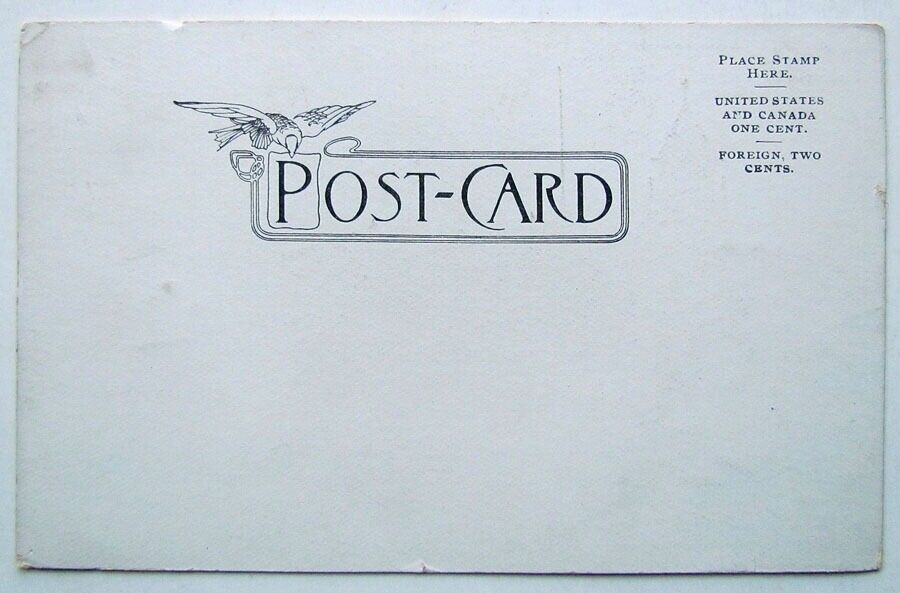 POST-CARD
PLACE STAMP
HERE.
UNITED STATES
AND CANADA
ONE CENT.
FOREIGN, TWO
CENTS.